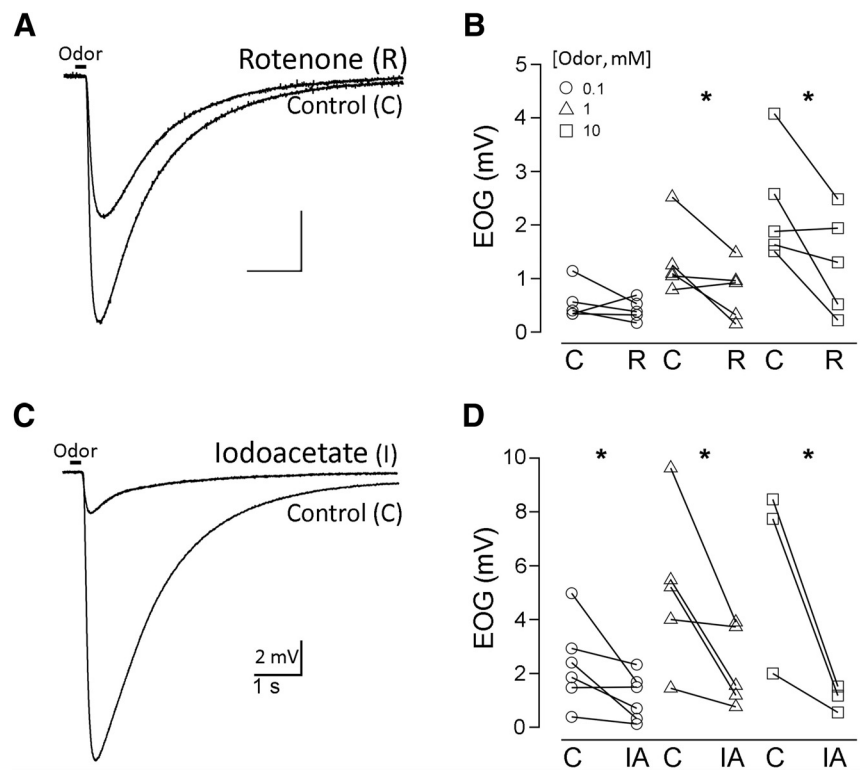 A
Odor
Rotenone (R)
Control (C)
B
[Odor, mM]
0.1
1
10
*
*
EOG (mV)
5
4
3
2
1
0
C
R
C
R
C
R
C
Odor
Iodoacetate (I)
Control (C)
2 mV
1 s
D
*
*
*
EOG (mV)
10
8
6
4
2
0
C
IA
C
IA
C
IA